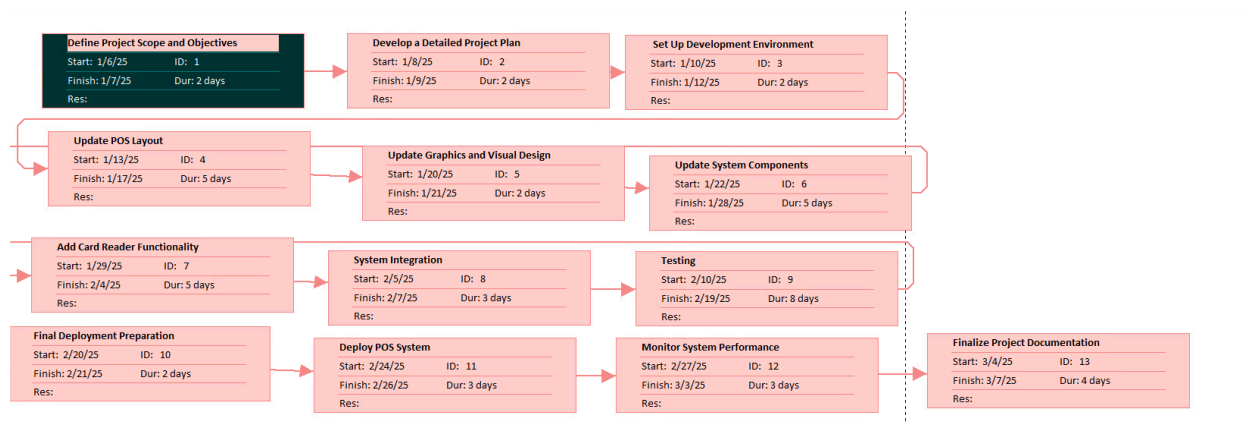 Define Project Scope and Objectives
Start: 1/6/25 ID: 1
Finish: 1/7/25 Dur: 2 days
Res:
Develop a Detailed Project Plan
Start: 1/8/25 ID: 2
Finish: 1/9/25 Dur: 2 days
Res:
Set Up Development Environment
Start: 1/10/25 ID: 3
Finish: 1/12/25 Dur: 2 days
Res:
Update POS Layout
Start: 1/13/25 ID: 4
Finish: 1/17/25 Dur: 5 days
Res:
Update Graphics and Visual Design
Start: 1/20/25 ID: 5
Finish: 1/21/25 Dur: 2 days
Res:
Update System Components
Start: 1/22/25 ID: 6
Finish: 1/28/25 Dur: 5 days
Res:
Add Card Reader Functionality
Start: 1/29/25 ID: 7
Finish: 2/4/25 Dur: 5 days
Res:
System Integration
Start: 2/5/25 ID: 8
Finish: 2/7/25 Dur: 3 days
Res:
Testing
Start: 2/10/25 ID: 9
Finish: 2/19/25 Dur: 8 days
Res:
Final Deployment Preparation
Start: 2/20/25 ID: 10
Finish: 2/21/25 Dur: 2 days
Res:
Deploy POS System
Start: 2/24/25 ID: 11
Finish: 2/26/25 Dur: 3 days
Res:
Monitor System Performance
Start: 2/27/25 ID: 12
Finish: 3/3/25 Dur: 3 days
Res:
Finalize Project Documentation
Start: 3/4/25 ID: 13
Finish: 3/7/25 Dur: 4 days
Res: